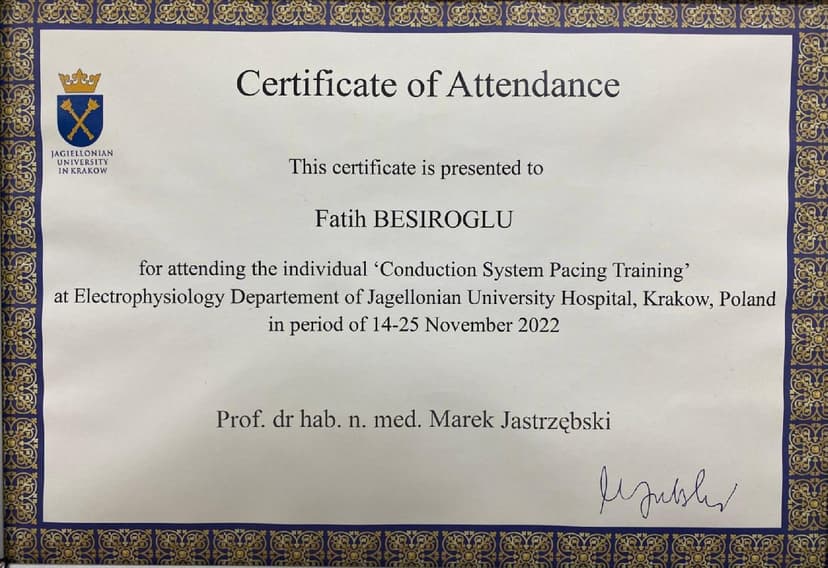 JAGIELLONIAN
UNIVERSITY
IN KRAKOW
Certificate of Attendance
This certificate is presented to
Fatih BESIROGLU
for attending the individual ‘Conduction System Pacing Training’
at Electrophysiology Departement of Jagellonian University Hospital, Krakow, Poland
in period of 14-25 November 2022
Prof. dr hab. n. med. Marek Jastrzębski